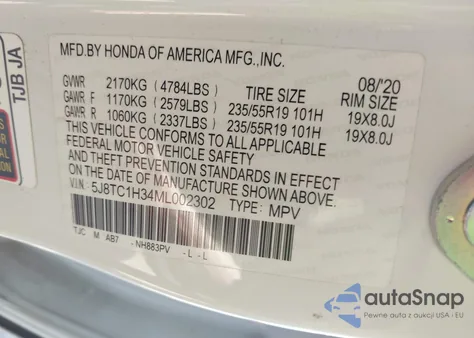 TJB JA
MFD.BY HONDA OF AMERICA MFG.,INC.
08/'20
GVWR 2170KG (4784LBS) TIRE SIZE RIM SIZE
GAWR F 1170KG (2579LBS) 235/55R19 101H 19X8.0J
GAWR R 1060KG (2337LBS) 235/55R19 101H 19X8.0J
THIS VEHICLE CONFORMS TO ALL APPLICABLE
FEDERAL MOTOR VEHICLE SAFETY
AND THEFT PREVENTION STANDARDS IN EFFECT
ON THE DATE OF MANUFACTURE SHOWN ABOVE.
V.I.N: 5J8TC1H34ML002302 TYPE: MPV
TJC M AB7 -NH883PV -L-L
autoSnap
Pewne auta z aukcji USA i EU